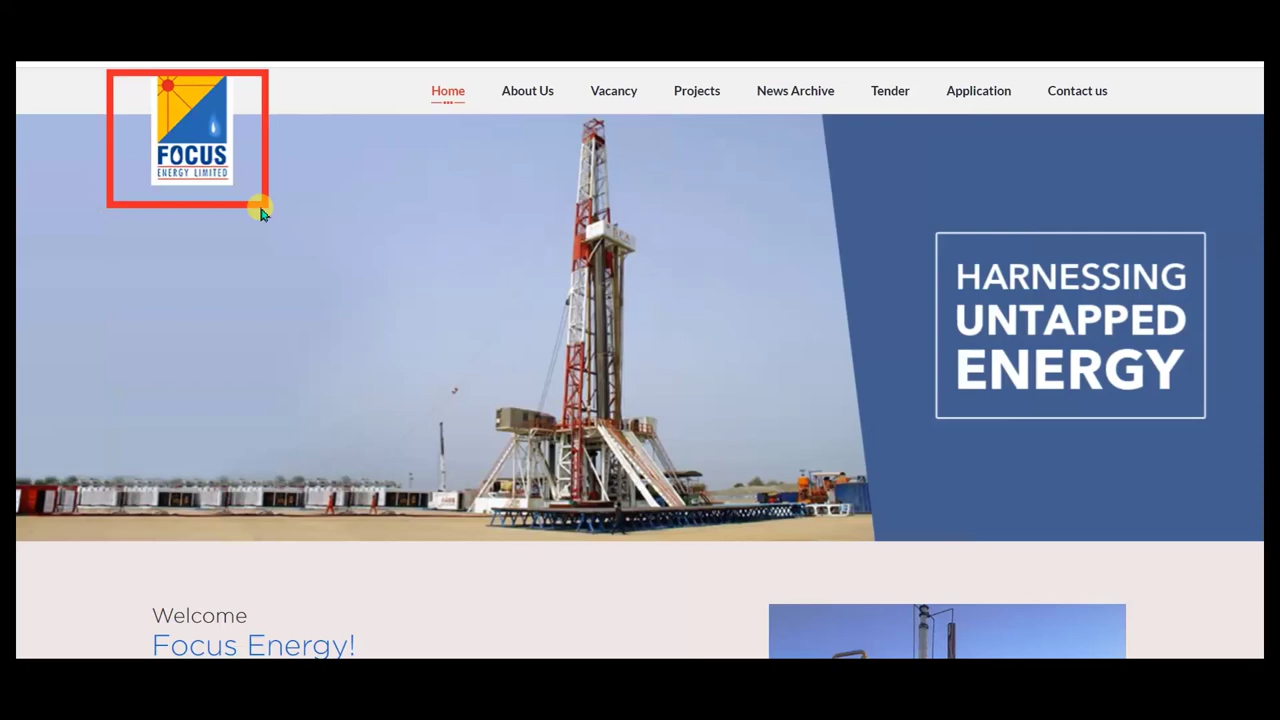 Home About Us Vacancy Projects News Archive Tender Application Contact us
FOCUS
ENERGY LIMITED
HARNESSING
UNTAPPED
ENERGY
Welcome
Focus Energy!